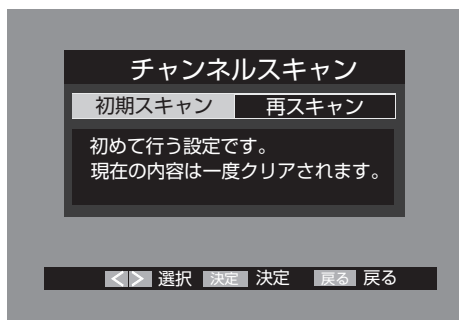 チャンネルスキャン
初期スキャン 再スキャン
初めて行う設定です。
現在の内容は一度クリアされます。
＜＞ 選択 決定 決定 戻る 戻る